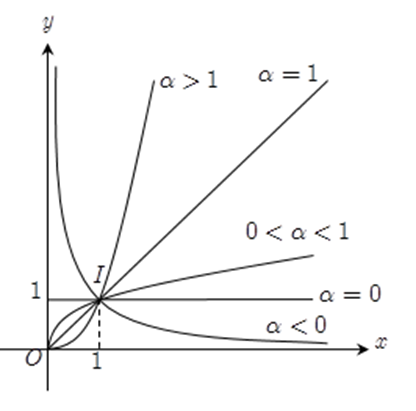 y
α > 1
α = 1
0 < α < 1
I
1
α = 0
α < 0
x
O
1